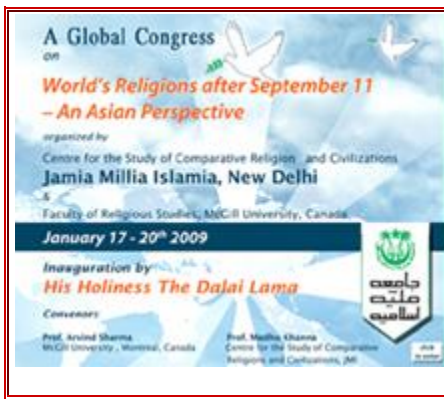 A Global Congress
on
World's Religions after September 11
– An Asian Perspective
organized by
Centre for the Study of Comparative Religion and Civilizations
Jamia Millia Islamia, New Delhi
&
Faculty of Religious Studies, McGill University, Canada
January 17 - 20th 2009
Inauguration by
His Holiness The Dalai Lama
جامعه
مليه
اسلاميه
Convenors
Prof. Arvind Sharma
McGill University, Montreal, Canada
Prof. Madhu Khanna
Centre for the Study of Comparative
Religions and Civilizations, JMI